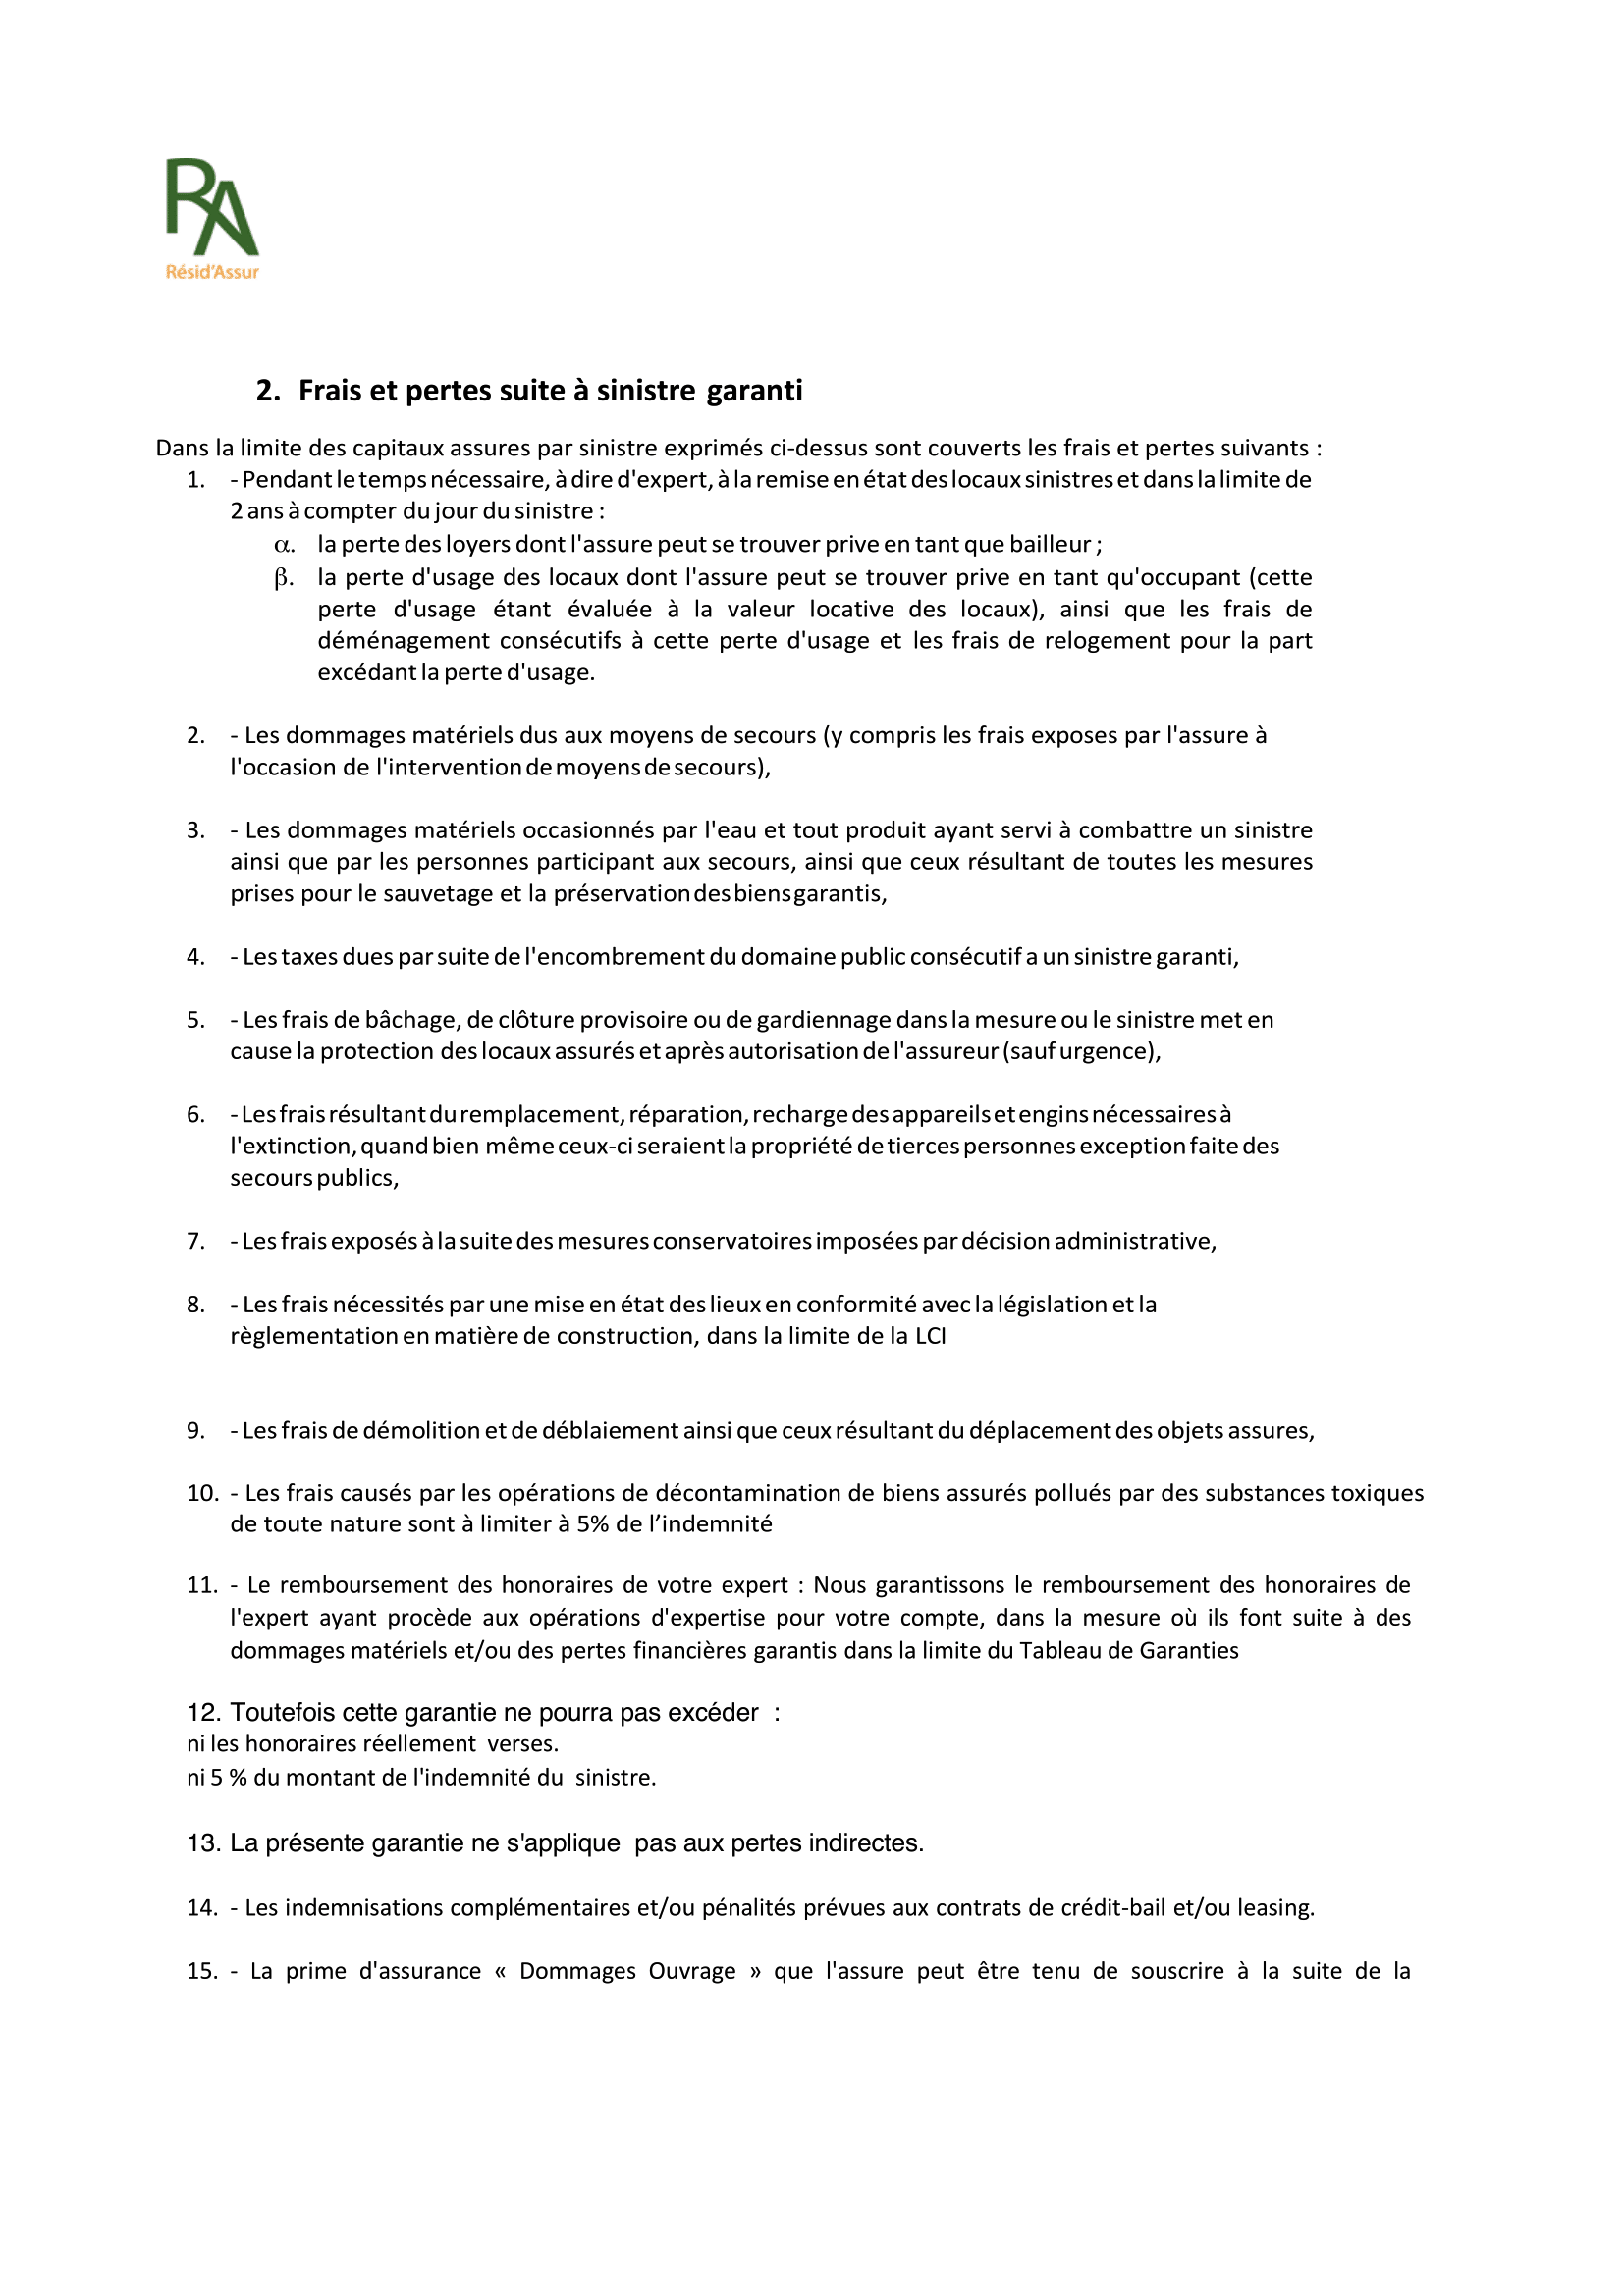 RA
Résid'Assur
2. Frais et pertes suite à sinistre garanti
Dans la limite des capitaux assures par sinistre exprimés ci-dessus sont couverts les frais et pertes suivants :
1. - Pendant le temps nécessaire, à dire d'expert, à la remise en état des locaux sinistres et dans la limite de
2 ans à compter du jour du sinistre :
α. la perte des loyers dont l'assure peut se trouver prive en tant que bailleur ;
β. la perte d'usage des locaux dont l'assure peut se trouver prive en tant qu'occupant (cette
perte d'usage étant évaluée à la valeur locative des locaux), ainsi que les frais de
déménagement consécutifs à cette perte d'usage et les frais de relogement pour la part
excédant la perte d'usage.
2. - Les dommages matériels dus aux moyens de secours (y compris les frais exposes par l'assure à
l'occasion de l'intervention de moyens de secours),
3. - Les dommages matériels occasionnés par l'eau et tout produit ayant servi à combattre un sinistre
ainsi que par les personnes participant aux secours, ainsi que ceux résultant de toutes les mesures
prises pour le sauvetage et la préservation des biens garantis,
4. - Les taxes dues par suite de l'encombrement du domaine public consécutif a un sinistre garanti,
5. - Les frais de bâchage, de clôture provisoire ou de gardiennage dans la mesure ou le sinistre met en
cause la protection des locaux assurés et après autorisation de l'assureur (sauf urgence),
6. - Les frais résultant du remplacement, réparation, recharge des appareils et engins nécessaires à
l'extinction, quand bien même ceux-ci seraient la propriété de tierces personnes exception faite des
secours publics,
7. - Les frais exposés à la suite des mesures conservatoires imposées par décision administrative,
8. - Les frais nécessités par une mise en état des lieux en conformité avec la législation et la
règlementation en matière de construction, dans la limite de la LCI
9. - Les frais de démolition et de déblaiement ainsi que ceux résultant du déplacement des objets assures,
10. - Les frais causés par les opérations de décontamination de biens assurés pollués par des substances toxiques
de toute nature sont à limiter à 5% de l’indemnité
11. - Le remboursement des honoraires de votre expert : Nous garantissons le remboursement des honoraires de
l'expert ayant procède aux opérations d'expertise pour votre compte, dans la mesure où ils font suite à des
dommages matériels et/ou des pertes financières garantis dans la limite du Tableau de Garanties
12. Toutefois cette garantie ne pourra pas excéder :
ni les honoraires réellement verses.
ni 5 % du montant de l'indemnité du sinistre.
13. La présente garantie ne s'applique pas aux pertes indirectes.
14. - Les indemnisations complémentaires et/ou pénalités prévues aux contrats de crédit-bail et/ou leasing.
15. - La prime d'assurance « Dommages Ouvrage » que l'assure peut être tenu de souscrire à la suite de la